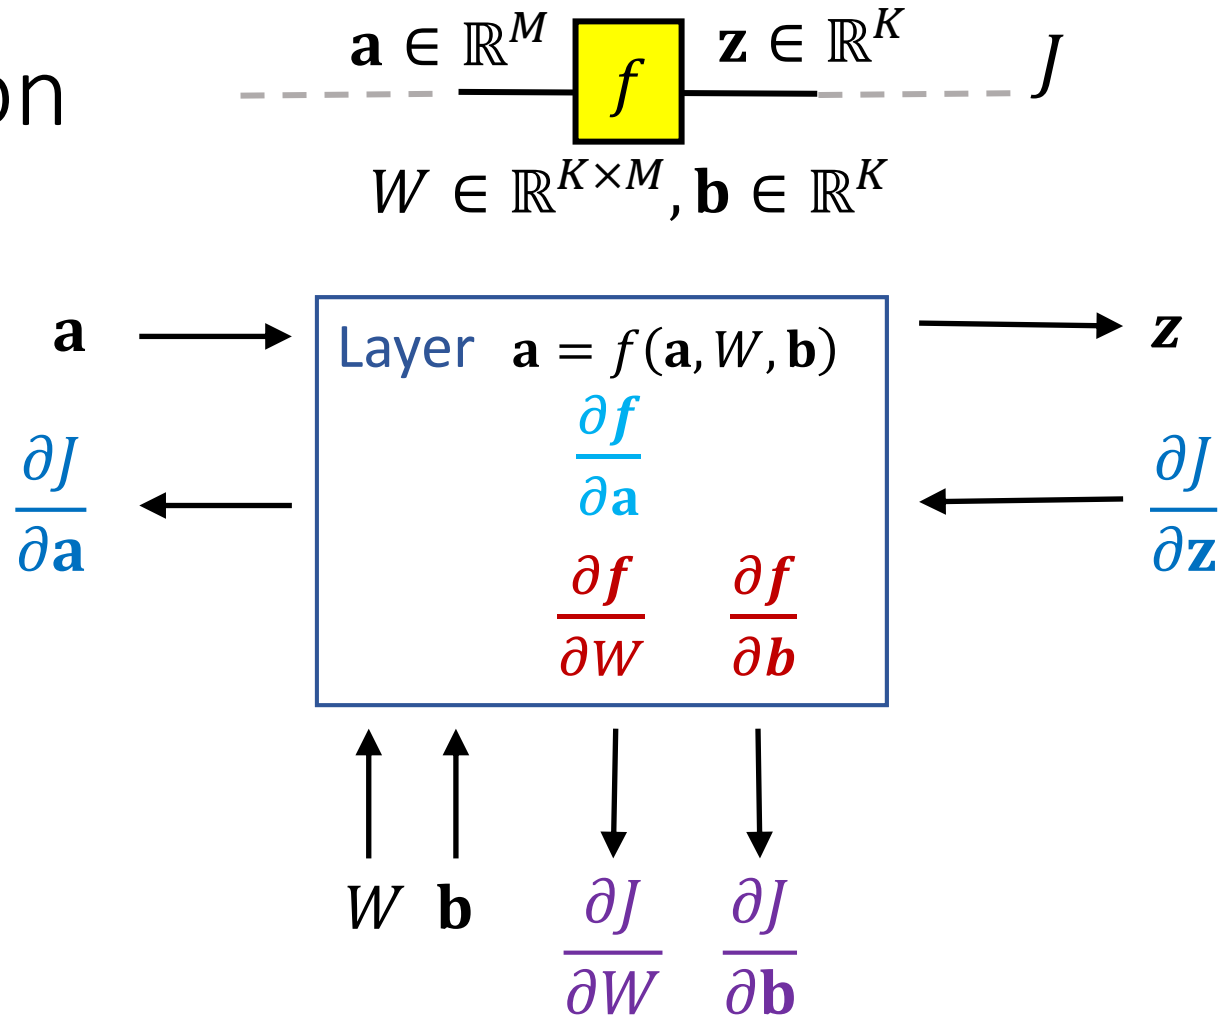 on
𝐚 ∈ ℝ^M  f  𝐳 ∈ ℝ^K  J
W ∈ ℝ^{K×M}, 𝐛 ∈ ℝ^K
𝐚  Layer  𝐚 = f(𝐚, W, 𝐛)  𝒛
∂𝒇/∂𝐚
∂J/∂𝐚  ∂J/∂𝐳
∂𝒇/∂W  ∂𝒇/∂𝒃
W  𝐛  ∂J/∂W  ∂J/∂𝐛